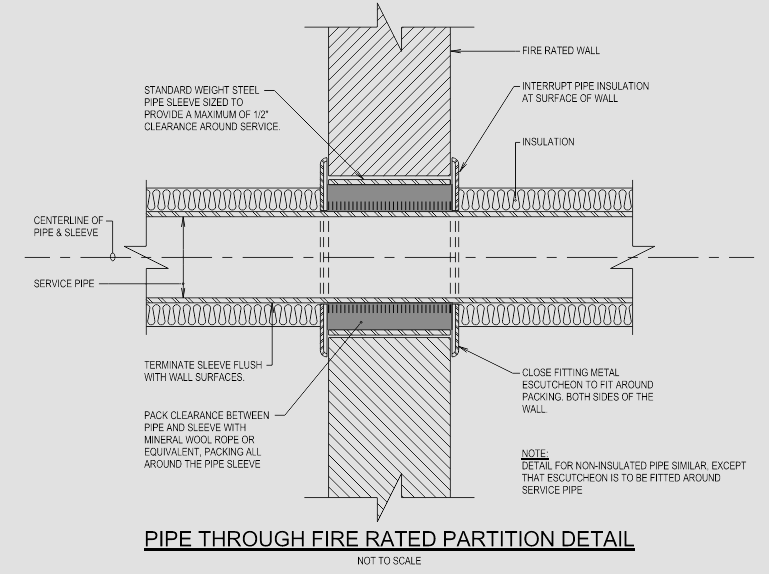 FIRE RATED WALL
STANDARD WEIGHT STEEL
PIPE SLEEVE SIZED TO
PROVIDE A MAXIMUM OF 1/2"
CLEARANCE AROUND SERVICE.
INTERRUPT PIPE INSULATION
AT SURFACE OF WALL
INSULATION
CENTERLINE OF
PIPE & SLEEVE
SERVICE PIPE
TERMINATE SLEEVE FLUSH
WITH WALL SURFACES.
CLOSE FITTING METAL
ESCUTCHEON TO FIT AROUND
PACKING. BOTH SIDES OF THE
WALL.
PACK CLEARANCE BETWEEN
PIPE AND SLEEVE WITH
MINERAL WOOL ROPE OR
EQUIVALENT, PACKING ALL
AROUND THE PIPE SLEEVE
NOTE:
DETAIL FOR NON-INSULATED PIPE SIMILAR, EXCEPT
THAT ESCUTCHEON IS TO BE FITTED AROUND
SERVICE PIPE
PIPE THROUGH FIRE RATED PARTITION DETAIL
NOT TO SCALE